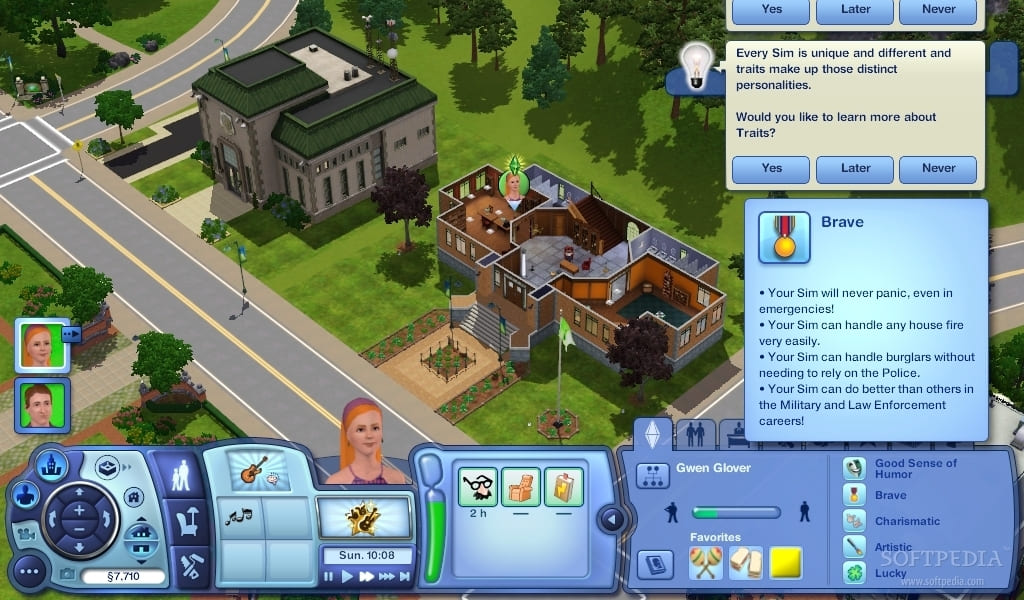 Yes
Later
Never
Every Sim is unique and different and
traits make up those distinct
personalities.
Would you like to learn more about
Traits?
Yes
Later
Never
Brave
• Your Sim will never panic, even in
emergencies!
• Your Sim can handle any house fire
very easily.
• Your Sim can handle burglars without
needing to rely on the Police.
• Your Sim can do better than others in
the Military and Law Enforcement
careers!
§7,710
Sun. 10:08
2 h
Gwen Glover
Favorites
Good Sense of
Humor
Brave
Charismatic
Artistic
Lucky
SOFTPEDIA
www.softpedia.com